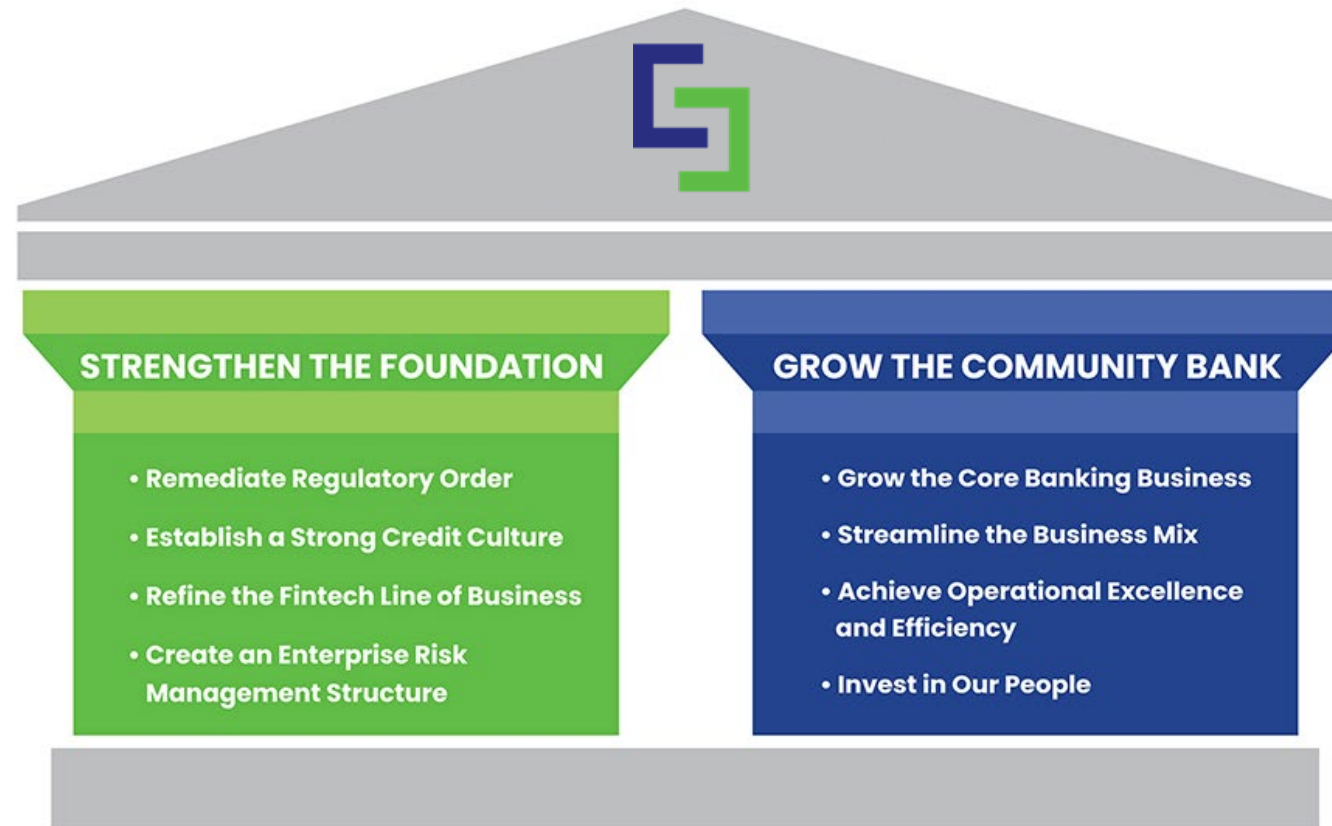 STRENGTHEN THE FOUNDATION
• Remediate Regulatory Order
• Establish a Strong Credit Culture
• Refine the Fintech Line of Business
• Create an Enterprise Risk
Management Structure
GROW THE COMMUNITY BANK
• Grow the Core Banking Business
• Streamline the Business Mix
• Achieve Operational Excellence
and Efficiency
• Invest in Our People